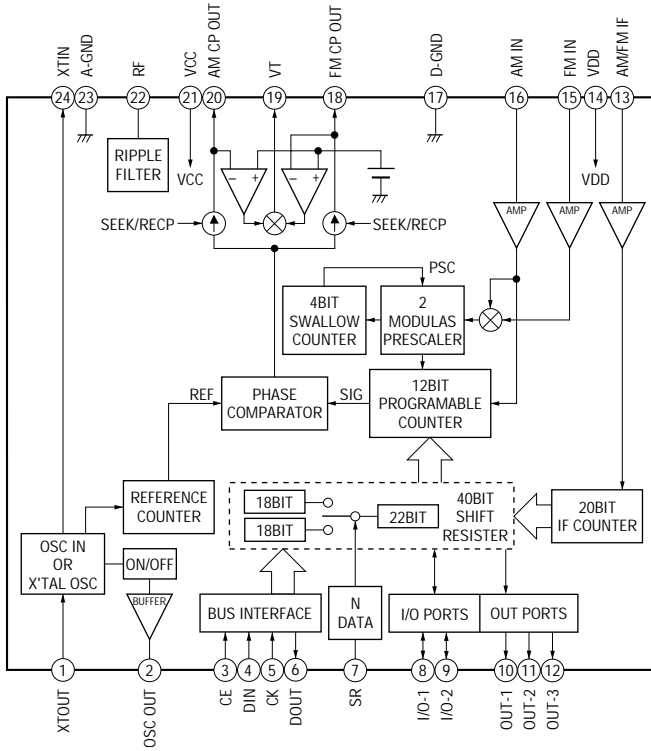 XTIN
A-GND
RF
VCC
AM CP OUT
VT
FM CP OUT
D-GND
AM IN
FM IN
VDD
AM/FM IF
24
23
22
21
20
19
18
17
16
15
14
13
RIPPLE
FILTER
VCC
−
+
−
+
VDD
AMP
AMP
AMP
SEEK/RECP
SEEK/RECP
PSC
4BIT
SWALLOW
COUNTER
2
MODULAS
PRESCALER
REF
PHASE
COMPARATOR
SIG
12BIT
PROGRAMABLE
COUNTER
REFERENCE
COUNTER
18BIT
18BIT
22BIT
40BIT
SHIFT
RESISTER
20BIT
IF COUNTER
OSC IN
OR
X'TAL OSC
ON/OFF
BUFFER
BUS INTERFACE
N
DATA
I/O PORTS
OUT PORTS
1
2
3
4
5
6
7
8
9
10
11
12
XTOUT
OSC OUT
CE
DIN
CK
DOUT
SR
I/O-1
I/O-2
OUT-1
OUT-2
OUT-3